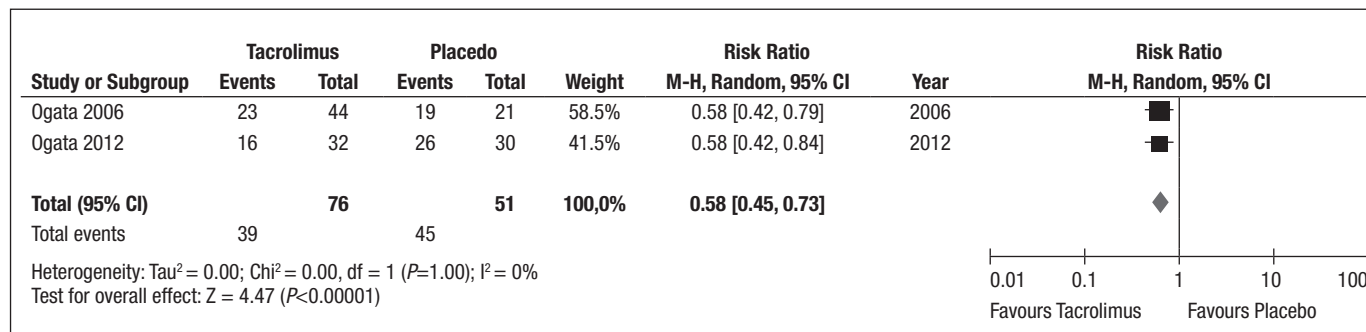 Tacrolimus Placedo Risk Ratio Risk Ratio
Study or Subgroup Events Total Events Total Weight M-H, Random, 95% CI Year M-H, Random, 95% CI
Ogata 2006 23 44 19 21 58.5% 0.58 [0.42, 0.79] 2006
Ogata 2012 16 32 26 30 41.5% 0.58 [0.42, 0.84] 2012
Total (95% CI) 76 51 100,0% 0.58 [0.45, 0.73]
Total events 39 45
Heterogeneity: Tau² = 0.00; Chi² = 0.00, df = 1 (P=1.00); I² = 0%
Test for overall effect: Z = 4.47 (P<0.00001)
0.01 0.1 1 10 100
Favours Tacrolimus Favours Placebo